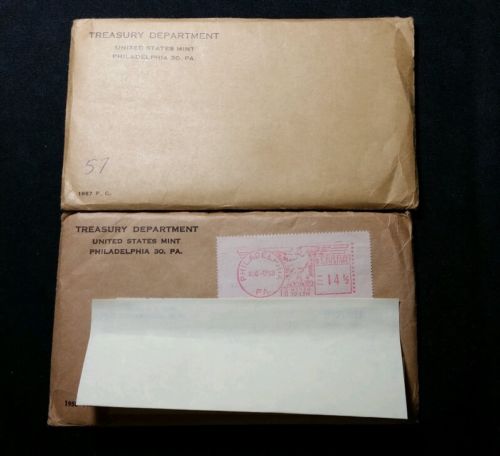 TREASURY DEPARTMENT
UNITED STATES MINT
PHILADELPHIA 30, PA.
57
1957 P. C.
TREASURY DEPARTMENT
UNITED STATES MINT
PHILADELPHIA 30, PA.
PHILADELPHIA
PA.
14½